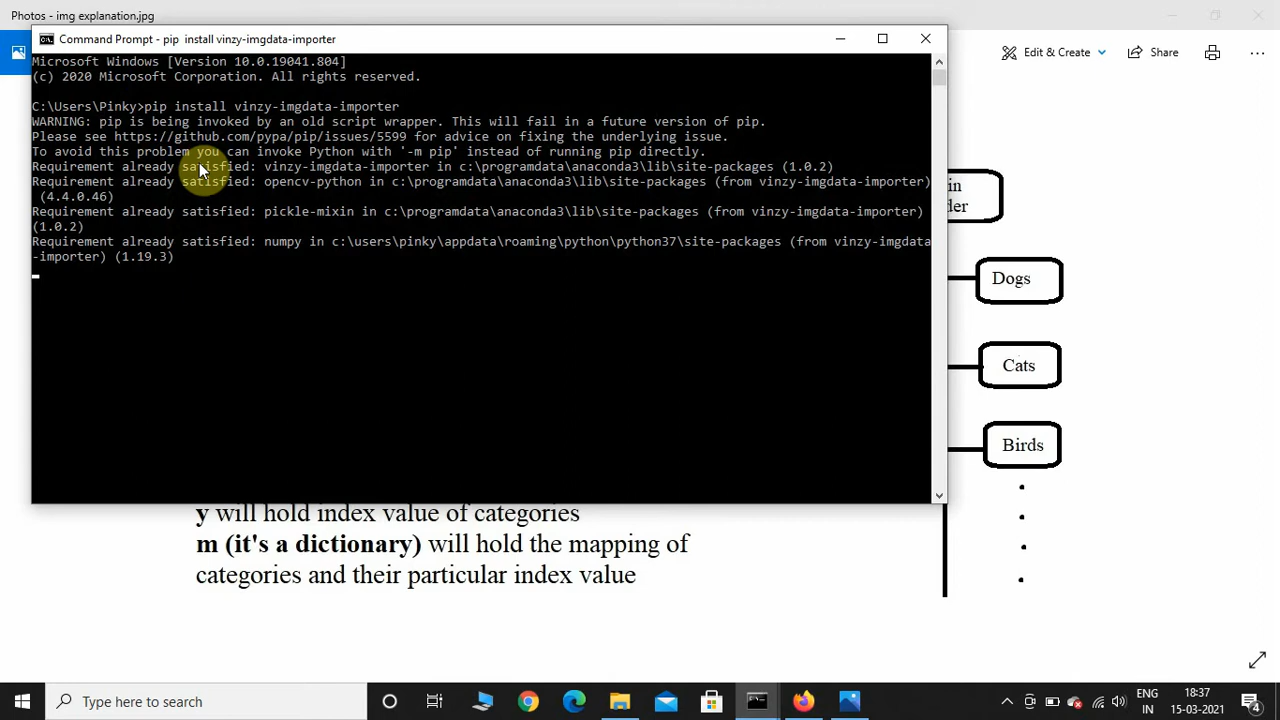 Photos - img explanation.jpg
Command Prompt - pip  install vinzy-imgdata-importer
Edit & Create
Share
Microsoft Windows [Version 10.0.19041.804]
(c) 2020 Microsoft Corporation. All rights reserved.
C:\Users\Pinky>pip install vinzy-imgdata-importer
WARNING: pip is being invoked by an old script wrapper. This will fail in a future version of pip.
Please see https://github.com/pypa/pip/issues/5599 for advice on fixing the underlying issue.
To avoid this problem you can invoke Python with '-m pip' instead of running pip directly.
Requirement already satisfied: vinzy-imgdata-importer in c:\programdata\anaconda3\lib\site-packages (1.0.2)
Requirement already satisfied: opencv-python in c:\programdata\anaconda3\lib\site-packages (from vinzy-imgdata-importer)
(4.4.0.46)
Requirement already satisfied: pickle-mixin in c:\programdata\anaconda3\lib\site-packages (from vinzy-imgdata-importer)
(1.0.2)
Requirement already satisfied: numpy in c:\users\pinky\appdata\roaming\python\python37\site-packages (from vinzy-imgdata
-importer) (1.19.3)
in
der
Dogs
Cats
Birds
y will hold index value of categories
m (it's a dictionary) will hold the mapping of
categories and their particular index value
Type here to search
ENG
IN
18:37
15-03-2021
4